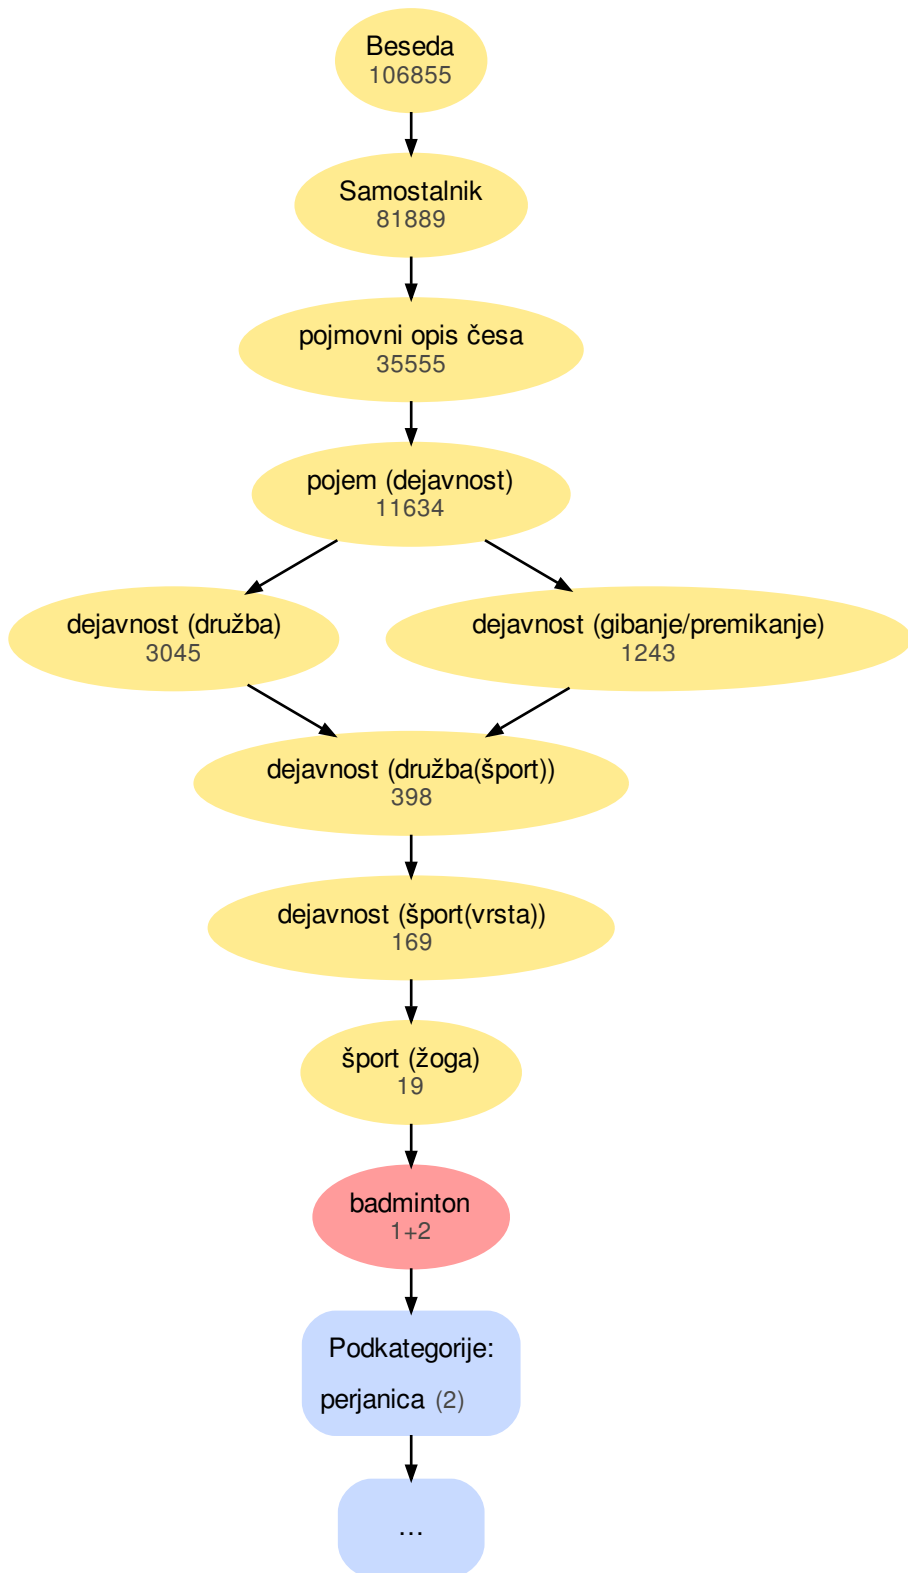 Beseda
106855
Samostalnik
81889
pojmovni opis česa
35555
pojem (dejavnost)
11634
dejavnost (družba)
3045
dejavnost (gibanje/premikanje)
1243
dejavnost (družba(šport))
398
dejavnost (šport(vrsta))
169
šport (žoga)
19
badminton
1+2
Podkategorije:
perjanica (2)
…